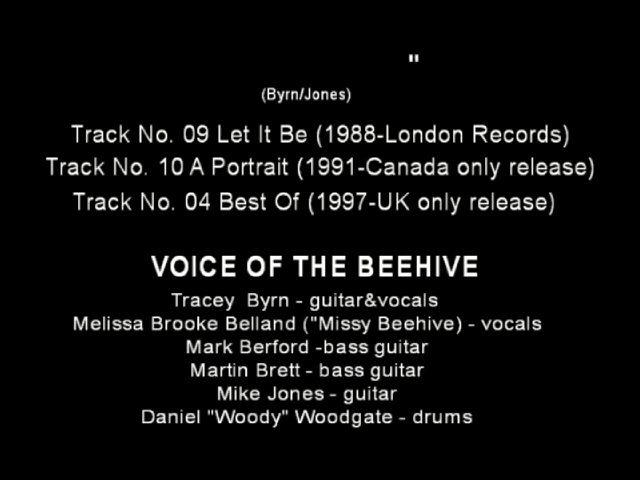 "
(Byrn/Jones)
Track No. 09 Let It Be (1988-London Records)
Track No. 10 A Portrait (1991-Canada only release)
Track No. 04 Best Of (1997-UK only release)
VOICE OF THE BEEHIVE
Tracey Byrn - guitar&vocals
Melissa Brooke Belland ("Missy Beehive) - vocals
Mark Berford -bass guitar
Martin Brett - bass guitar
Mike Jones - guitar
Daniel "Woody" Woodgate - drums